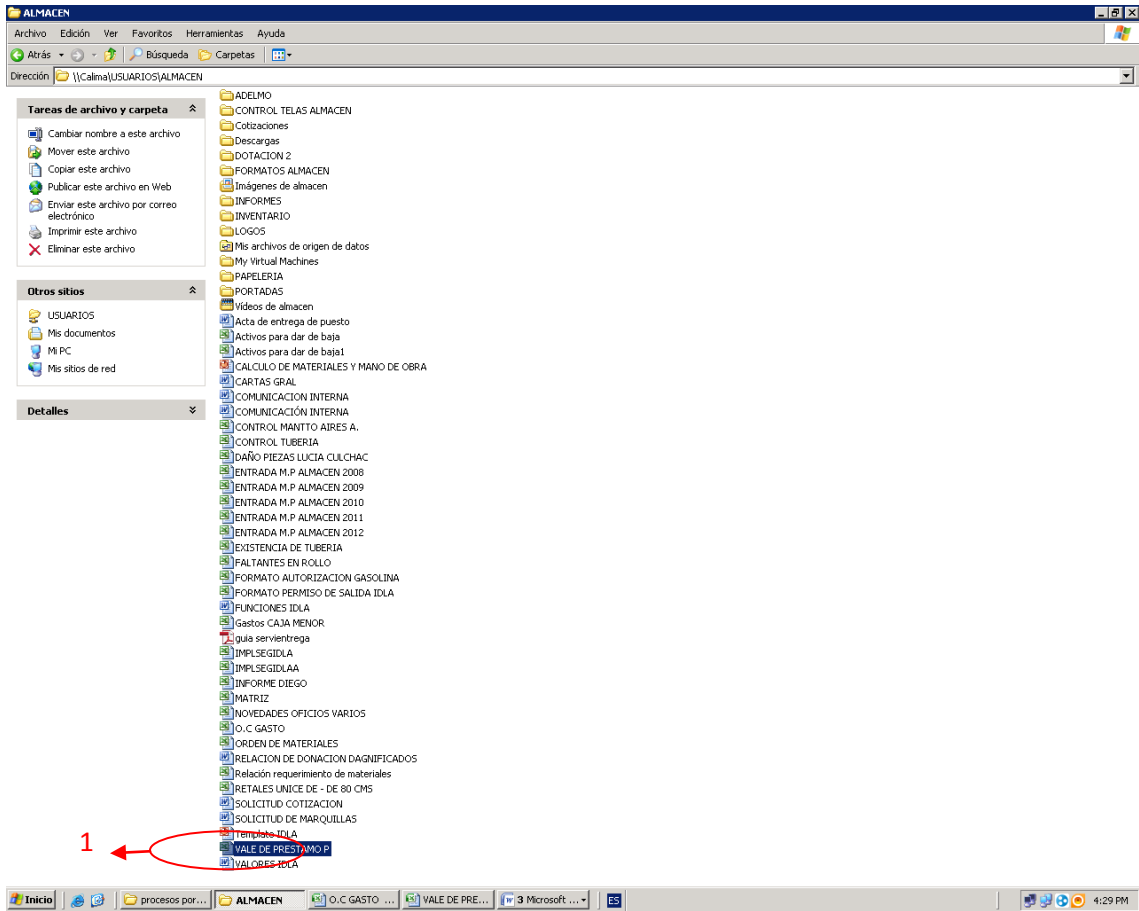 ALMACEN
Archivo Edición Ver Favoritos Herramientas Ayuda
Atrás Búsqueda Carpetas
Dirección \\Calima\USUARIOS\ALMACEN
Tareas de archivo y carpeta
Cambiar nombre a este archivo
Mover este archivo
Copiar este archivo
Publicar este archivo en Web
Enviar este archivo por correo
electrónico
Imprimir este archivo
Eliminar este archivo
Otros sitios
USUARIOS
Mis documentos
Mi PC
Mis sitios de red
Detalles
ADELMO
CONTROL TELAS ALMACEN
Cotizaciones
Descargas
DOTACION 2
FORMATOS ALMACEN
Imágenes de almacen
INFORMES
INVENTARIO
LOGOS
Mis archivos de origen de datos
My Virtual Machines
PAPELERIA
PORTADAS
Vídeos de almacen
Acta de entrega de puesto
Activos para dar de baja
Activos para dar de baja1
CALCULO DE MATERIALES Y MANO DE OBRA
CARTAS GRAL
COMUNICACION INTERNA
COMUNICACIÓN INTERNA
CONTROL MANTTO AIRES A.
CONTROL TUBERIA
DAÑO PIEZAS LUCIA CULCHAC
ENTRADA M.P ALMACEN 2008
ENTRADA M.P ALMACEN 2009
ENTRADA M.P ALMACEN 2010
ENTRADA M.P ALMACEN 2011
ENTRADA M.P ALMACEN 2012
EXISTENCIA DE TUBERIA
FALTANTES EN ROLLO
FORMATO AUTORIZACION GASOLINA
FORMATO PERMISO DE SALIDA IDLA
FUNCIONES IDLA
Gastos CAJA MENOR
guia servientrega
IMPLSEGIDLA
IMPLSEGIDLAA
INFORME DIEGO
MATRIZ
NOVEDADES OFICIOS VARIOS
O.C GASTO
ORDEN DE MATERIALES
RELACION DE DONACION DAGNIFICADOS
Relación requerimiento de materiales
RETALES UNICE DE - DE 80 CMS
SOLICITUD COTIZACION
SOLICITUD DE MARQUILLAS
Template IDLA
VALE DE PRESTAMO P
VALORES IDLA
1
Inicio procesos por... ALMACEN O.C GASTO ... VALE DE PRE... 3 Microsoft ... ES 4:29 PM